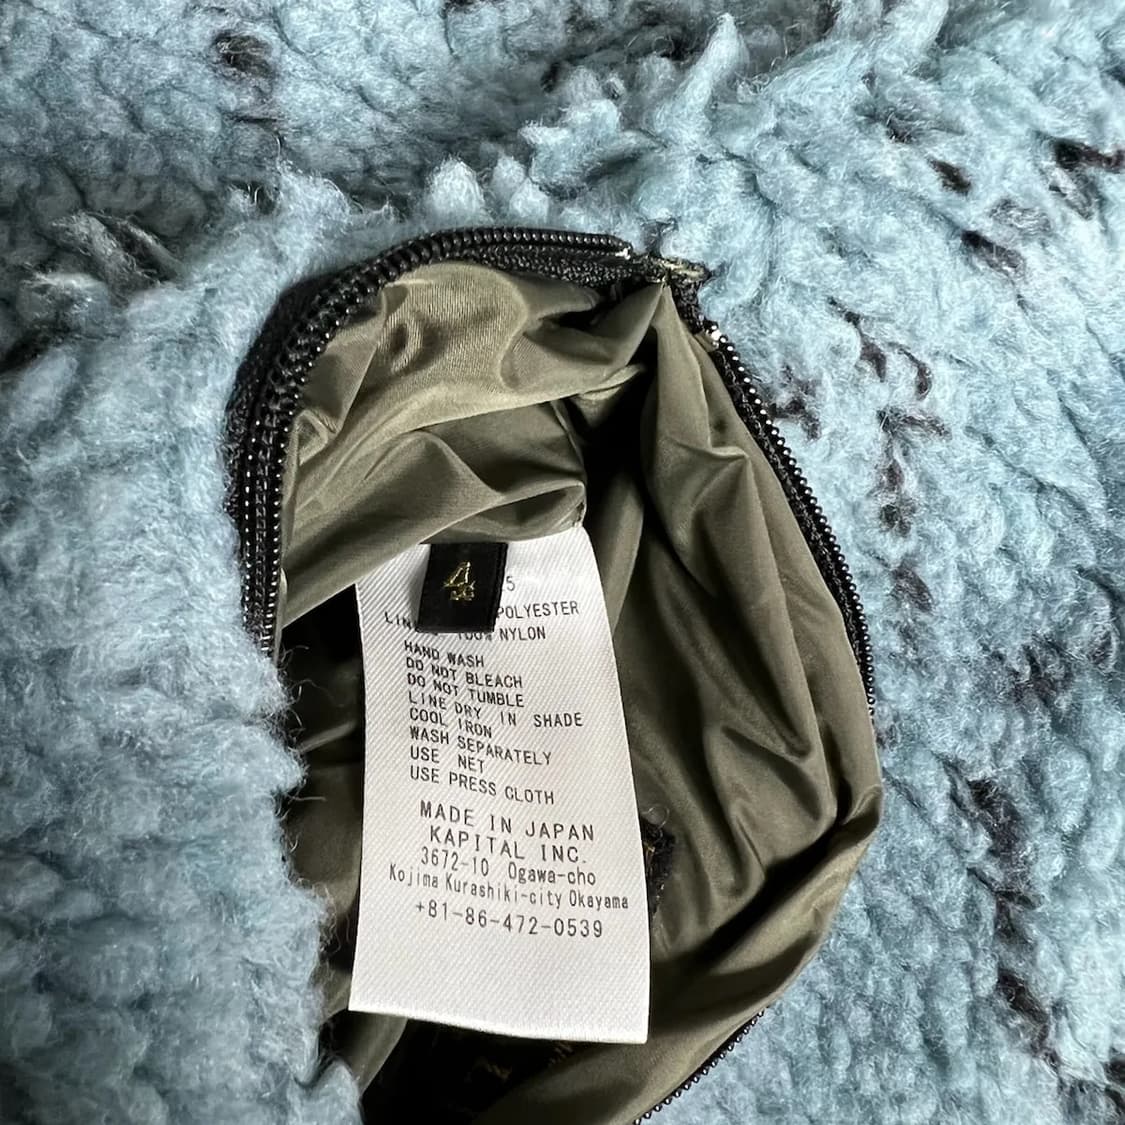 4
5
POLYESTER
100% NYLON
HAND WASH
DO NOT BLEACH
DO NOT TUMBLE
LINE DRY IN SHADE
COOL IRON
WASH SEPARATELY
USE NET
USE PRESS CLOTH
MADE IN JAPAN
KAPITAL INC.
3672-10 Ogawa-cho
Kojima Kurashiki-city Okayama
+81-86-472-0539